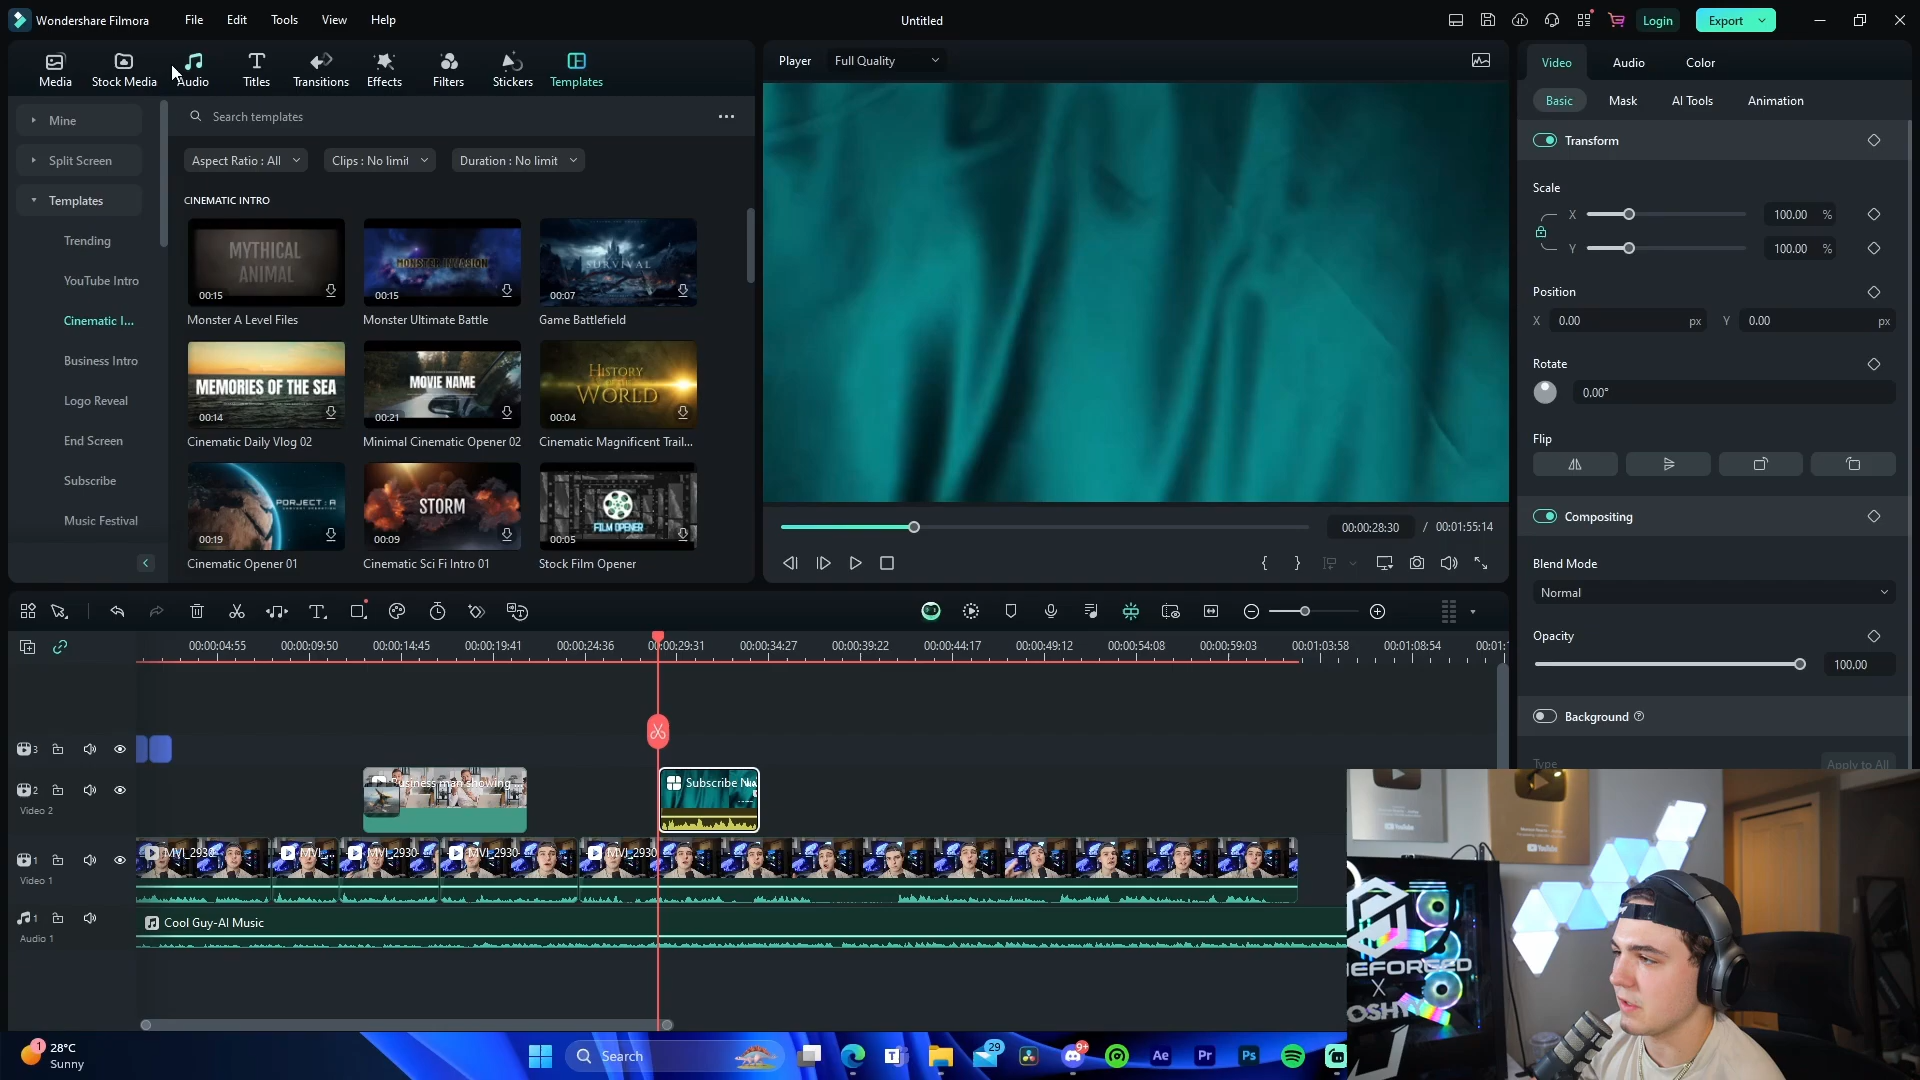 Wondershare Filmora
File
Edit
Tools
View
Help
Untitled
Login
Export
Media
Stock Media
Audio
Titles
Transitions
Effects
Filters
Stickers
Templates
Player
Full Quality
Video
Audio
Color
Mine
Split Screen
Templates
Trending
YouTube Intro
Cinematic I...
Business Intro
Logo Reveal
End Screen
Subscribe
Music Festival
Search templates
Aspect Ratio : All
Clips : No limit
Duration : No limit
CINEMATIC INTRO
MYTHICAL
ANIMAL
00:15
Monster A Level Files
MONSTER INVASION
00:15
Monster Ultimate Battle
SURVIVAL
00:07
Game Battlefield
MEMORIES OF THE SEA
00:14
Cinematic Daily Vlog 02
MOVIE NAME
00:21
Minimal Cinematic Opener 02
HISTORY
OF THE
WORLD
00:04
Cinematic Magnificent Trail...
PORJECT : A
00:19
Cinematic Opener 01
STORM
00:09
Cinematic Sci Fi Intro 01
FILM OPENER
00:05
Stock Film Opener
00:00:28:30 / 00:01:55:14
Basic
Mask
AI Tools
Animation
Transform
Scale
X 100.00 %
Y 100.00 %
Position
X 0.00 px Y 0.00 px
Rotate
0.00°
Flip
Compositing
Blend Mode
Normal
Opacity
100.00
Background
Type
Apply to All
00:00:04:55
00:00:09:50
00:00:14:45
00:00:19:41
00:00:24:36
00:00:29:31
00:00:34:27
00:00:39:22
00:00:44:17
00:00:49:12
00:00:54:08
00:00:59:03
00:01:03:58
00:01:08:54
00:01:
3
2
Video 2
Business man showing ...
Subscribe N
1
Video 1
MVI_2930
MVI_...
MVI_2930-
MVI_2930-
MVI_2930
1
Audio 1
Cool Guy-AI Music
YouTube
YouTube
EFORGED
X
OSHY
1
28°C
Sunny
Search
29
9+
Ae
Pr
Ps